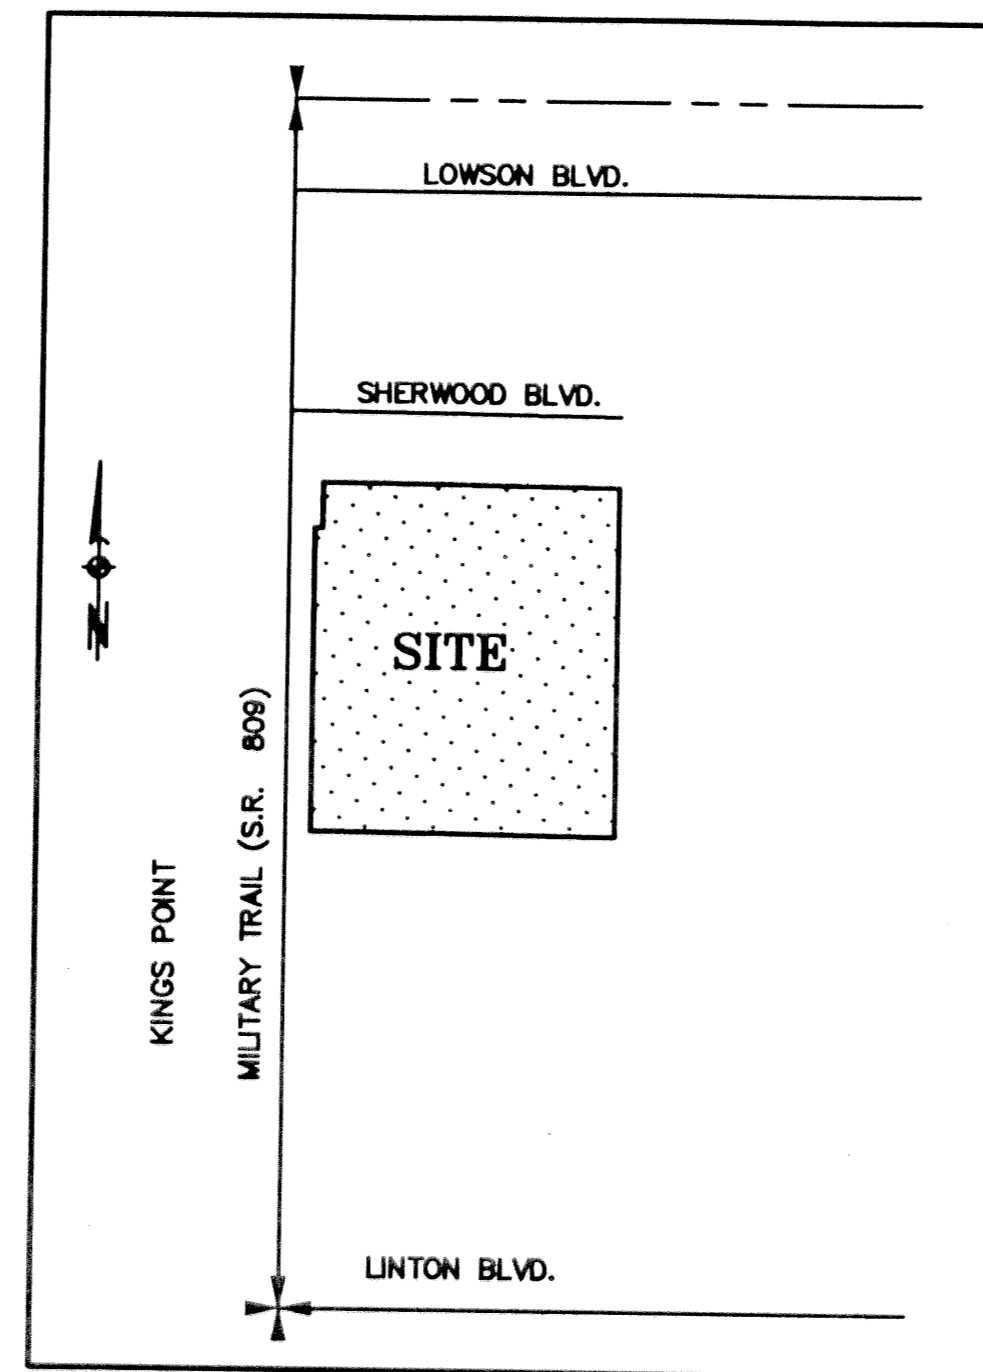 LOWSON BLVD.
SHERWOOD BLVD.
N
SITE
MILITARY TRAIL (S.R. 809)
KINGS POINT
LINTON BLVD.